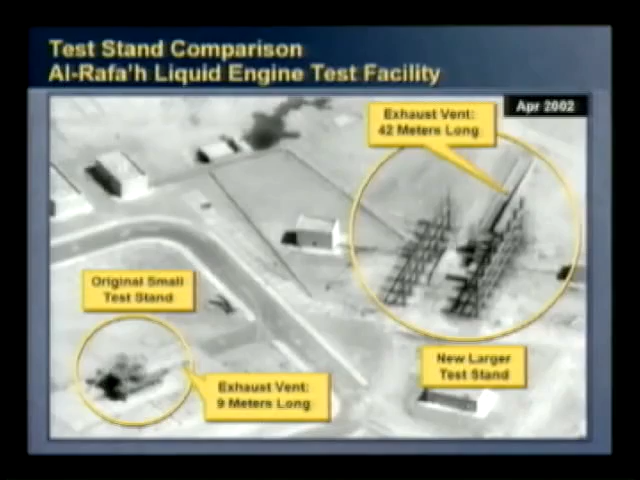 Test Stand Comparison
Al-Rafa'h Liquid Engine Test Facility
Apr 2002
Exhaust Vent:
42 Meters Long
Original Small
Test Stand
Exhaust Vent:
9 Meters Long
New Larger
Test Stand